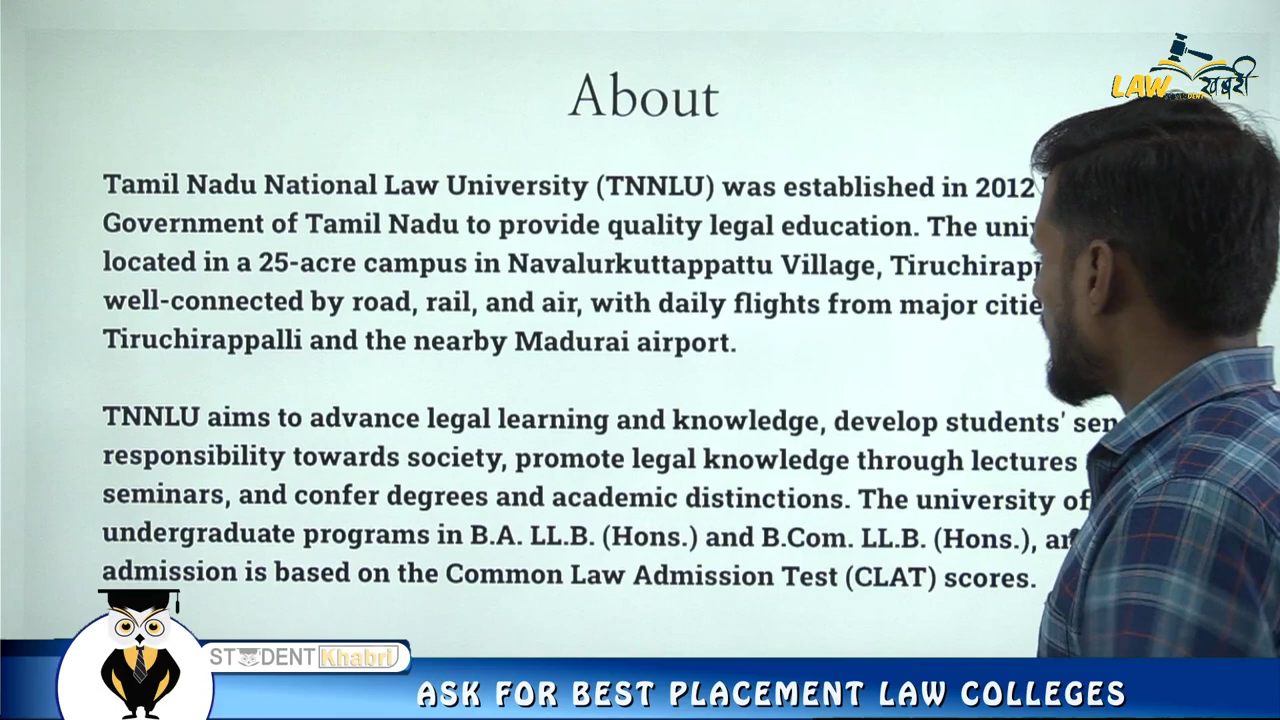 About
LAW खबरी
Tamil Nadu National Law University (TNNLU) was established in 2012
Government of Tamil Nadu to provide quality legal education. The uni
located in a 25-acre campus in Navalurkuttappattu Village, Tiruchirap
well-connected by road, rail, and air, with daily flights from major citie
Tiruchirappalli and the nearby Madurai airport.
TNNLU aims to advance legal learning and knowledge, develop students' sen
responsibility towards society, promote legal knowledge through lectures
seminars, and confer degrees and academic distinctions. The university of
undergraduate programs in B.A. LL.B. (Hons.) and B.Com. LL.B. (Hons.), an
admission is based on the Common Law Admission Test (CLAT) scores.
STUDENT Khabri
ASK FOR BEST PLACEMENT LAW COLLEGES